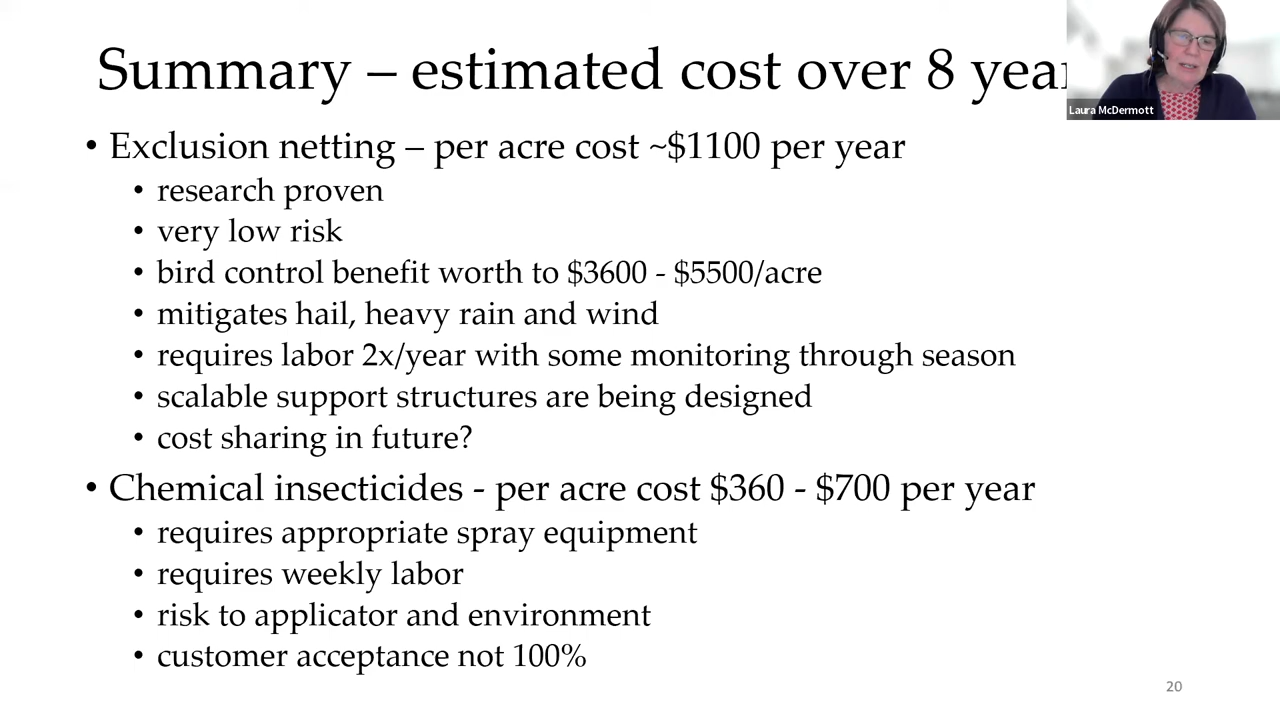 Summary – estimated cost over 8
Laura McDermott
• Exclusion netting – per acre cost ~$1100 per year
• research proven
• very low risk
• bird control benefit worth to $3600 - $5500/acre
• mitigates hail, heavy rain and wind
• requires labor 2x/year with some monitoring through season
• scalable support structures are being designed
• cost sharing in future?
• Chemical insecticides - per acre cost $360 - $700 per year
• requires appropriate spray equipment
• requires weekly labor
• risk to applicator and environment
• customer acceptance not 100%
20